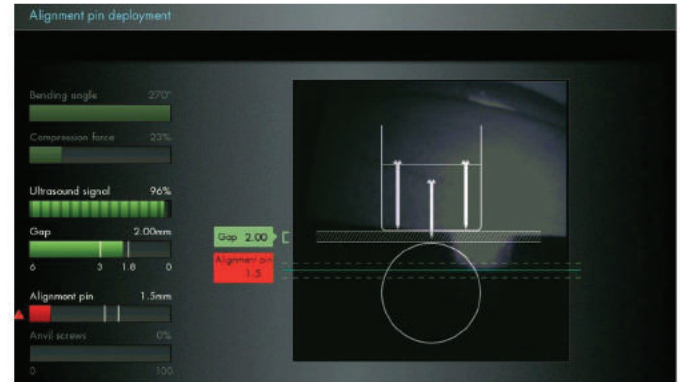 Alignment pin deployment
Bending angle 270°
Compression force 23%
Ultrasound signal 96%
Gap 2.00mm
6 3 1.8 0
Alignment pin 1.5mm
Anvil screws 0%
0 100
Gap 2.00
Alignment pin
1.5